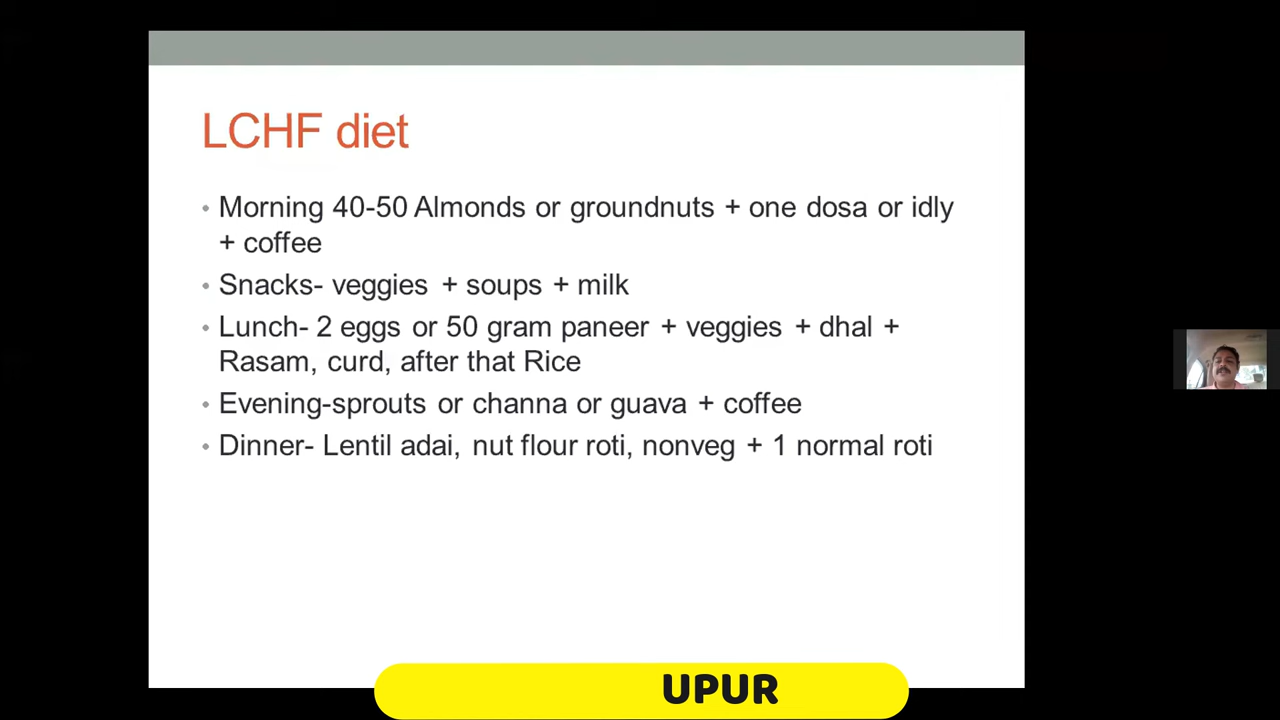 LCHF diet
• Morning 40-50 Almonds or groundnuts + one dosa or idly
+ coffee
• Snacks- veggies + soups + milk
• Lunch- 2 eggs or 50 gram paneer + veggies + dhal +
Rasam, curd, after that Rice
• Evening-sprouts or channa or guava + coffee
• Dinner- Lentil adai, nut flour roti, nonveg + 1 normal roti
UPUR